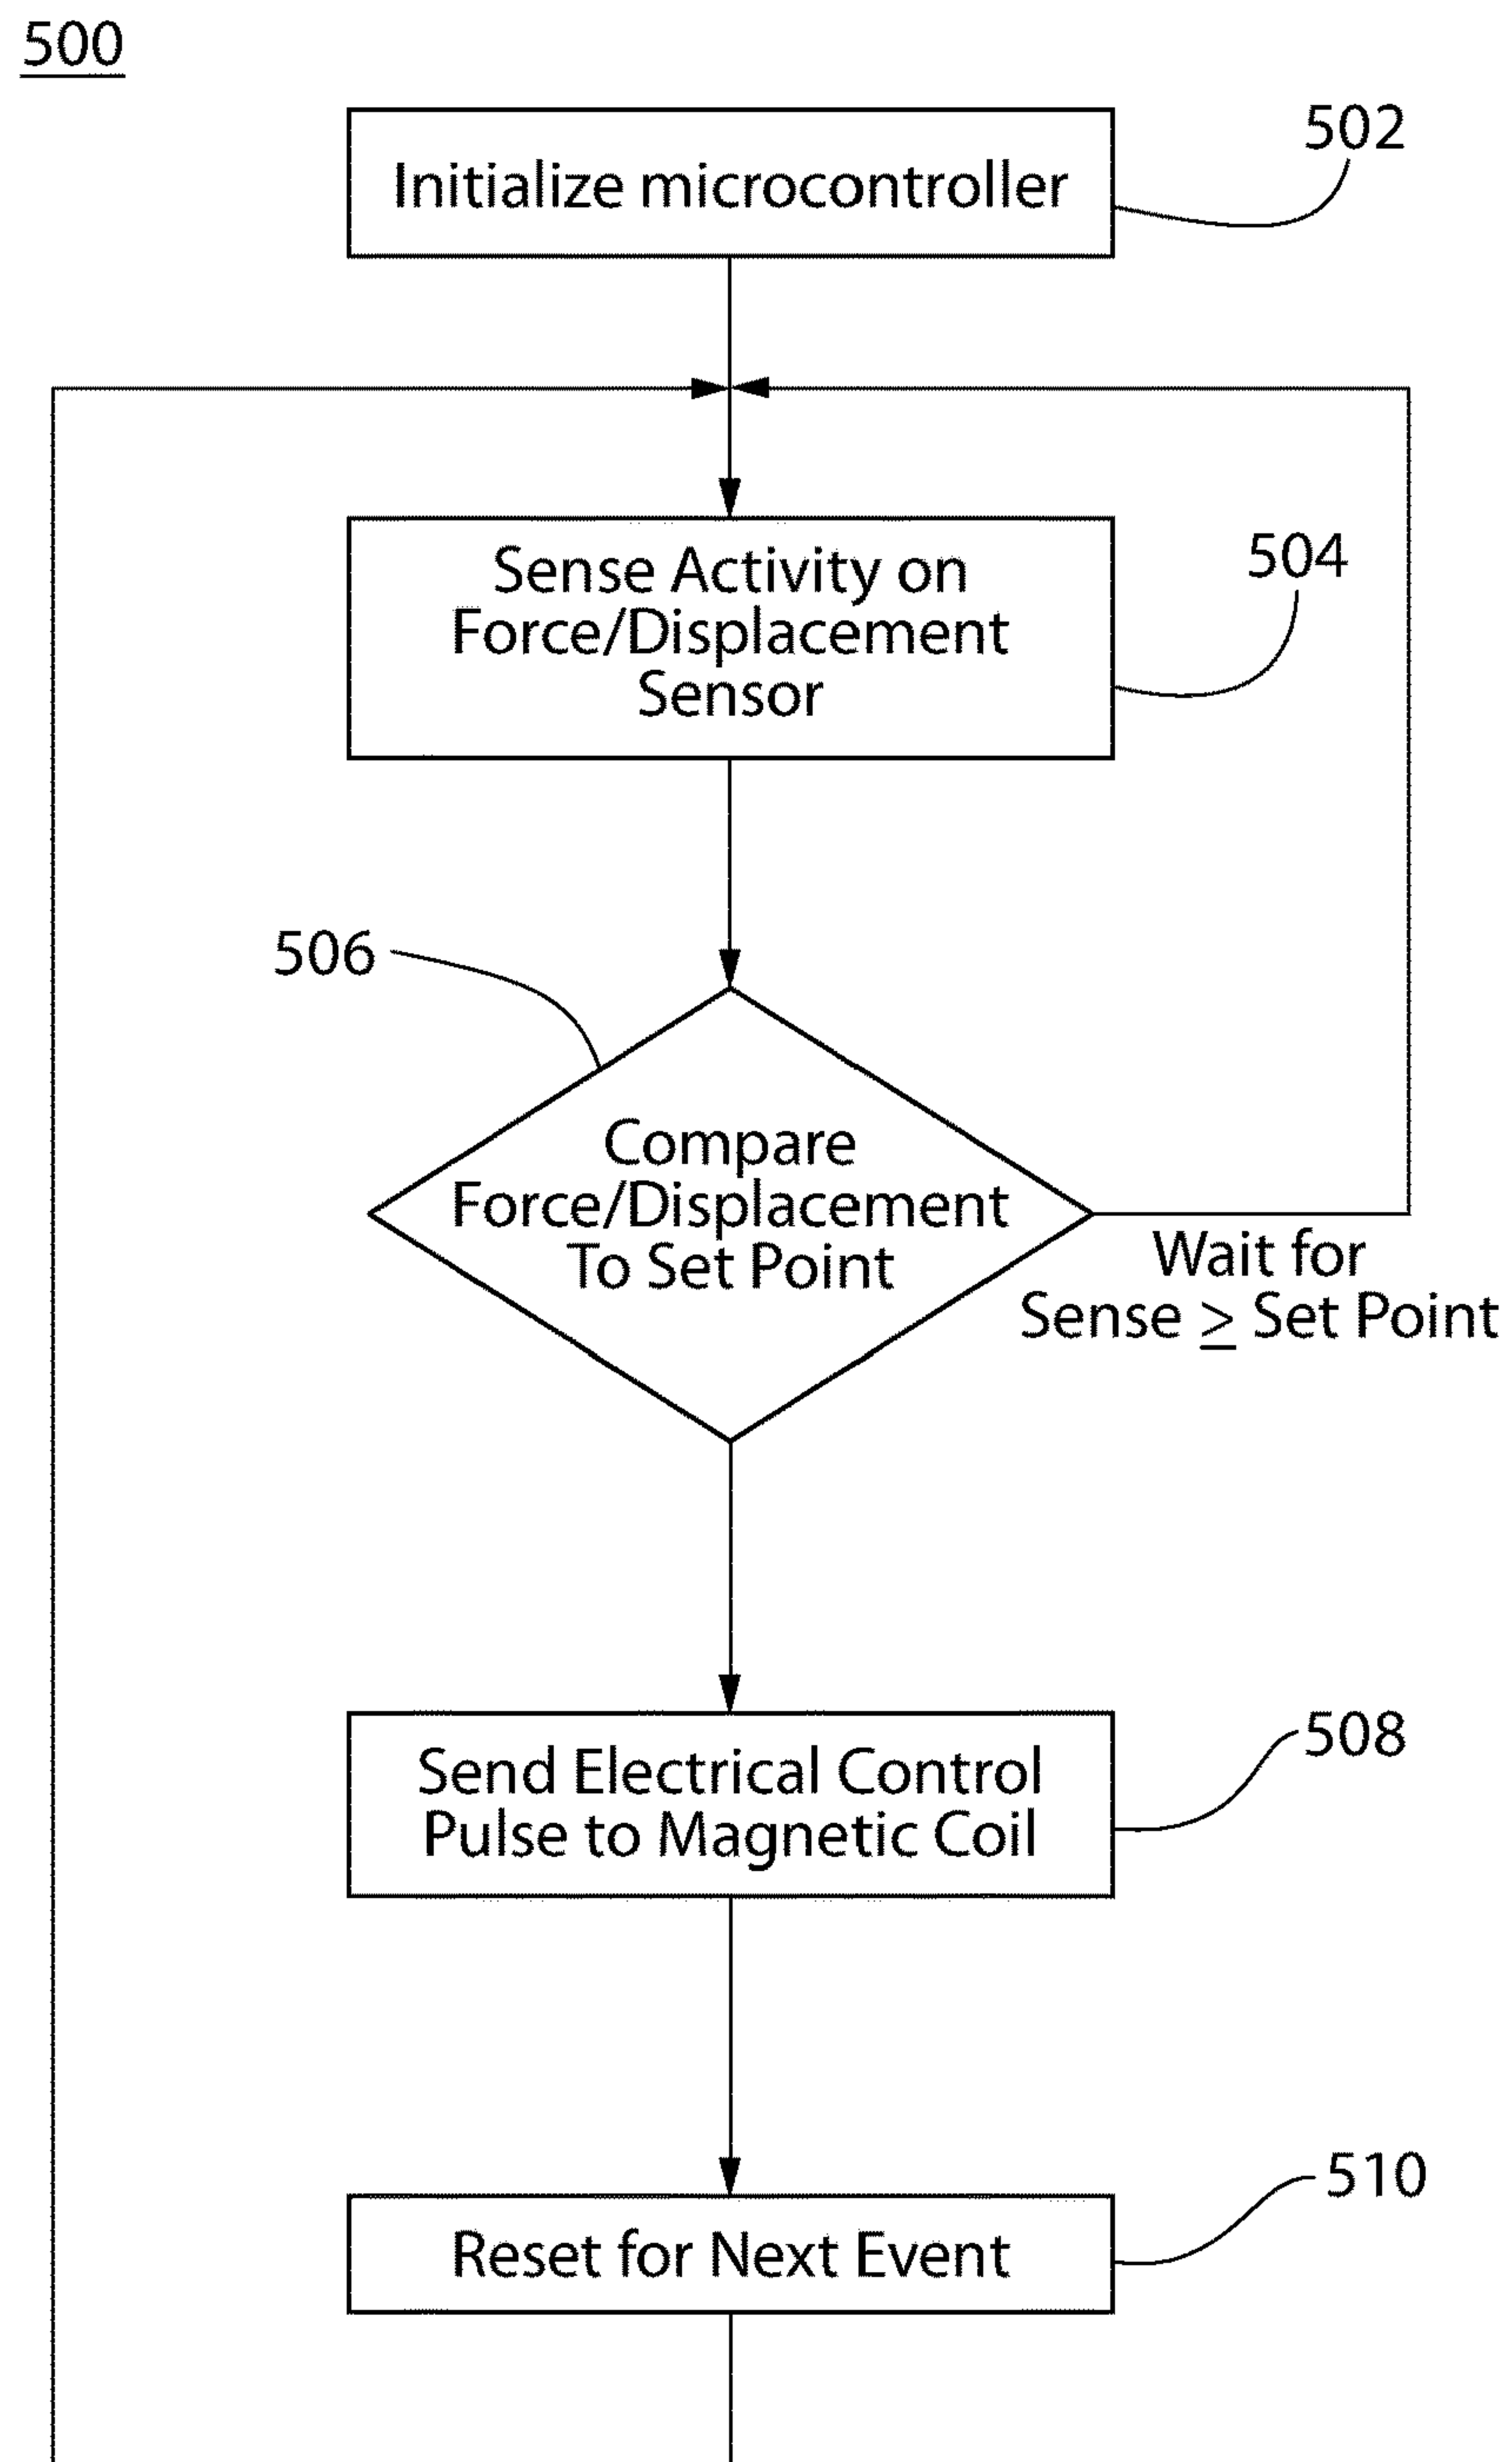 500
Initialize microcontroller
502
Sense Activity on
Force/Displacement
Sensor
504
506
Compare
Force/Displacement
To Set Point
Wait for
Sense ≥ Set Point
Send Electrical Control
Pulse to Magnetic Coil
508
Reset for Next Event
510